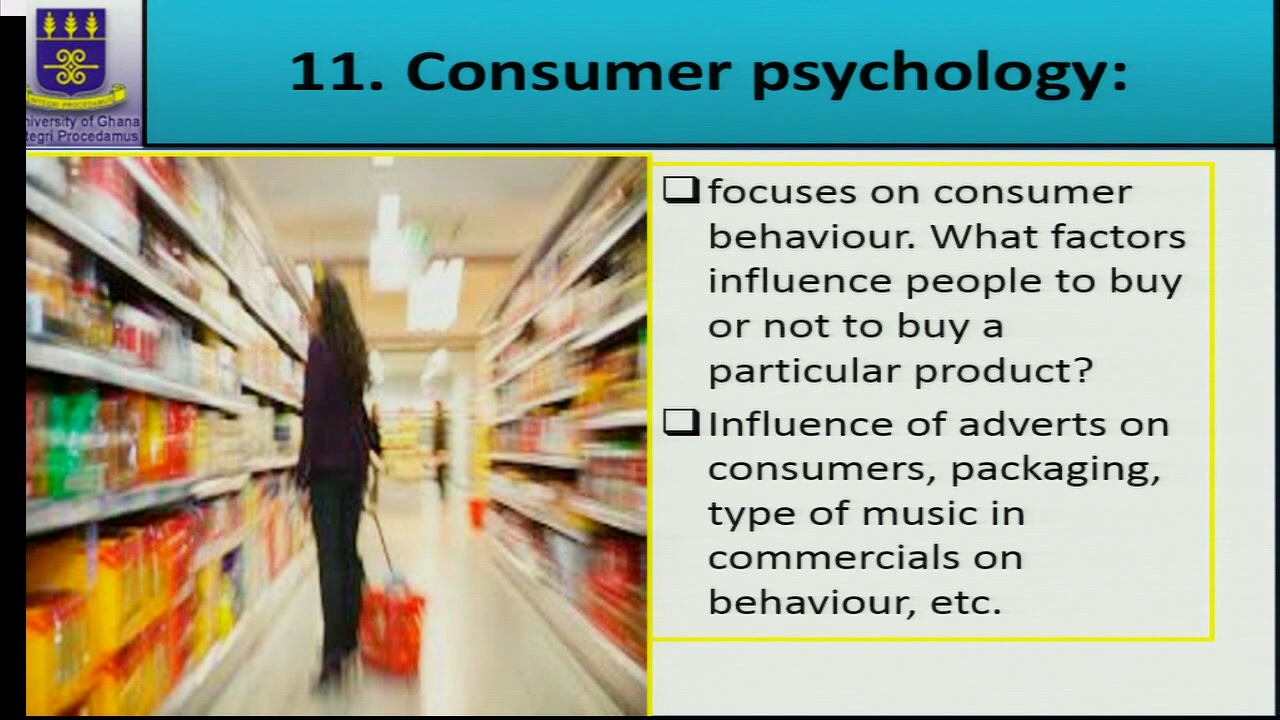 11. Consumer psychology:
INTEGRI PROCEDAMUS
niversity of Ghana
tegri Procedamus
❑ focuses on consumer
behaviour. What factors
influence people to buy
or not to buy a
particular product?
❑ Influence of adverts on
consumers, packaging,
type of music in
commercials on
behaviour, etc.